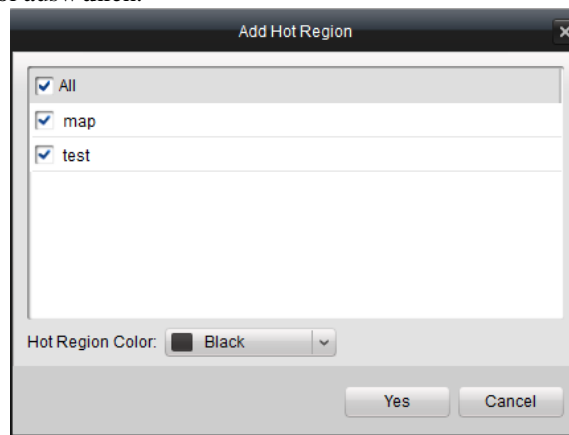 Add Hot Region
All
map
test
Hot Region Color: Black
Yes Cancel